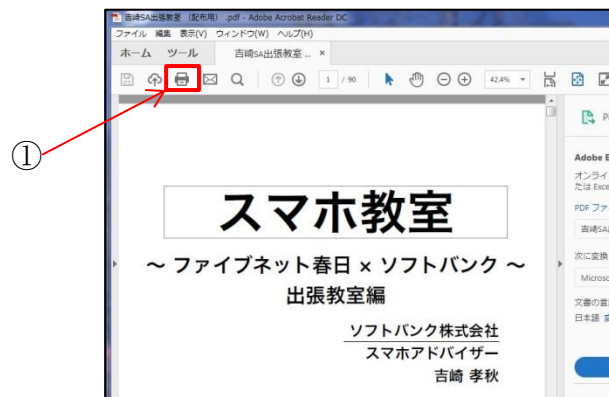 吉崎SA出張教室 (配布用) .pdf - Adobe Acrobat Reader DC
ファイル 編集 表示(V) ウィンドウ(W) ヘルプ(H)
ホーム ツール 吉崎SA出張教室 ... ×
1 / 90 42.4%
①
Adobe E
オンライ
たは Exce
PDF ファ
吉崎SA
次に変換
Microso
文書の言
日本語
スマホ教室
～ ファイブネット春日 × ソフトバンク ～
出張教室編
ソフトバンク株式会社
スマホアドバイザー
吉崎 孝秋